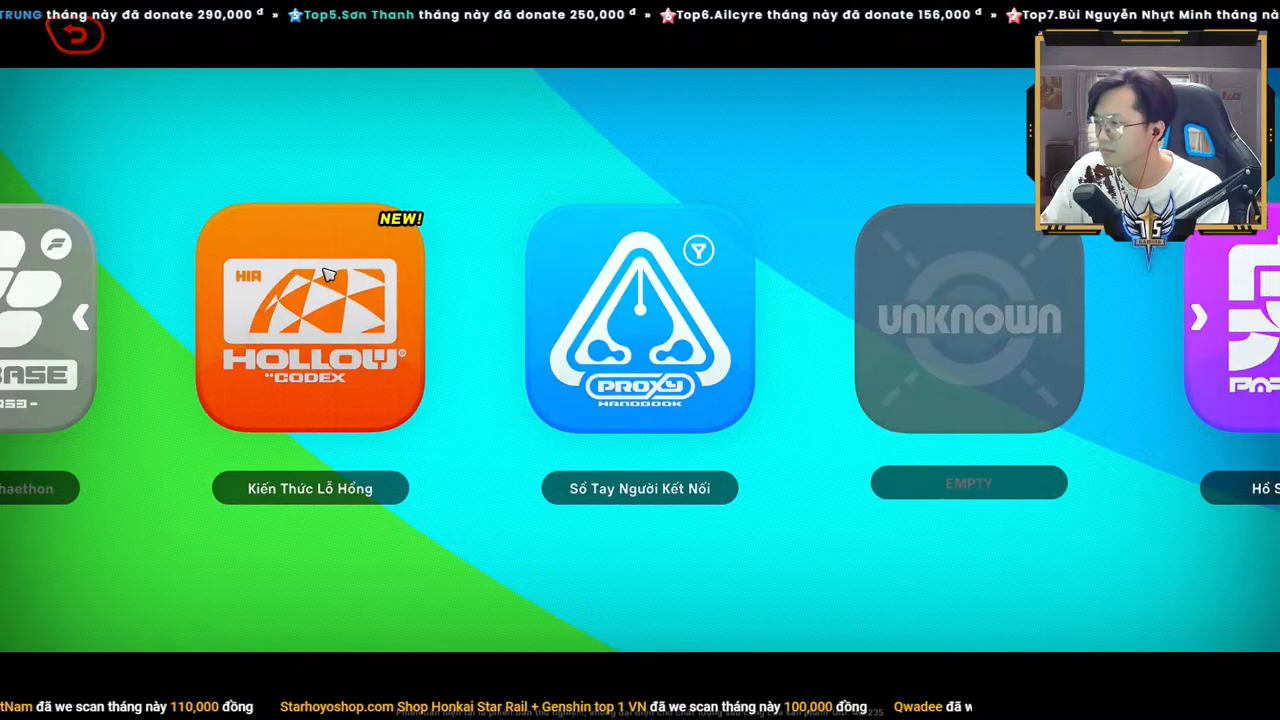 TRUNG tháng này đã donate 290,000 đ » Top5.Sơn Thanh tháng này đã donate 250,000 đ » Top6.Ailcyre tháng này đã donate 156,000 đ » Top7.Bùi Nguyễn Nhựt Minh tháng
NEW!
HIA
HOLLOW
CODEX
PROXY
HANDBOOK
UNKNOWN
BASE
Kiến Thức Lỗ Hổng
Sổ Tay Người Kết Nối
EMPTY
haethon
Hồ S
tNam đã we scan tháng này 110,000 đồng Starhoyoshop.com Shop Honkai Star Rail + Genshin top 1 VN đã we scan tháng này 100,000 đồng Qwadee đã w